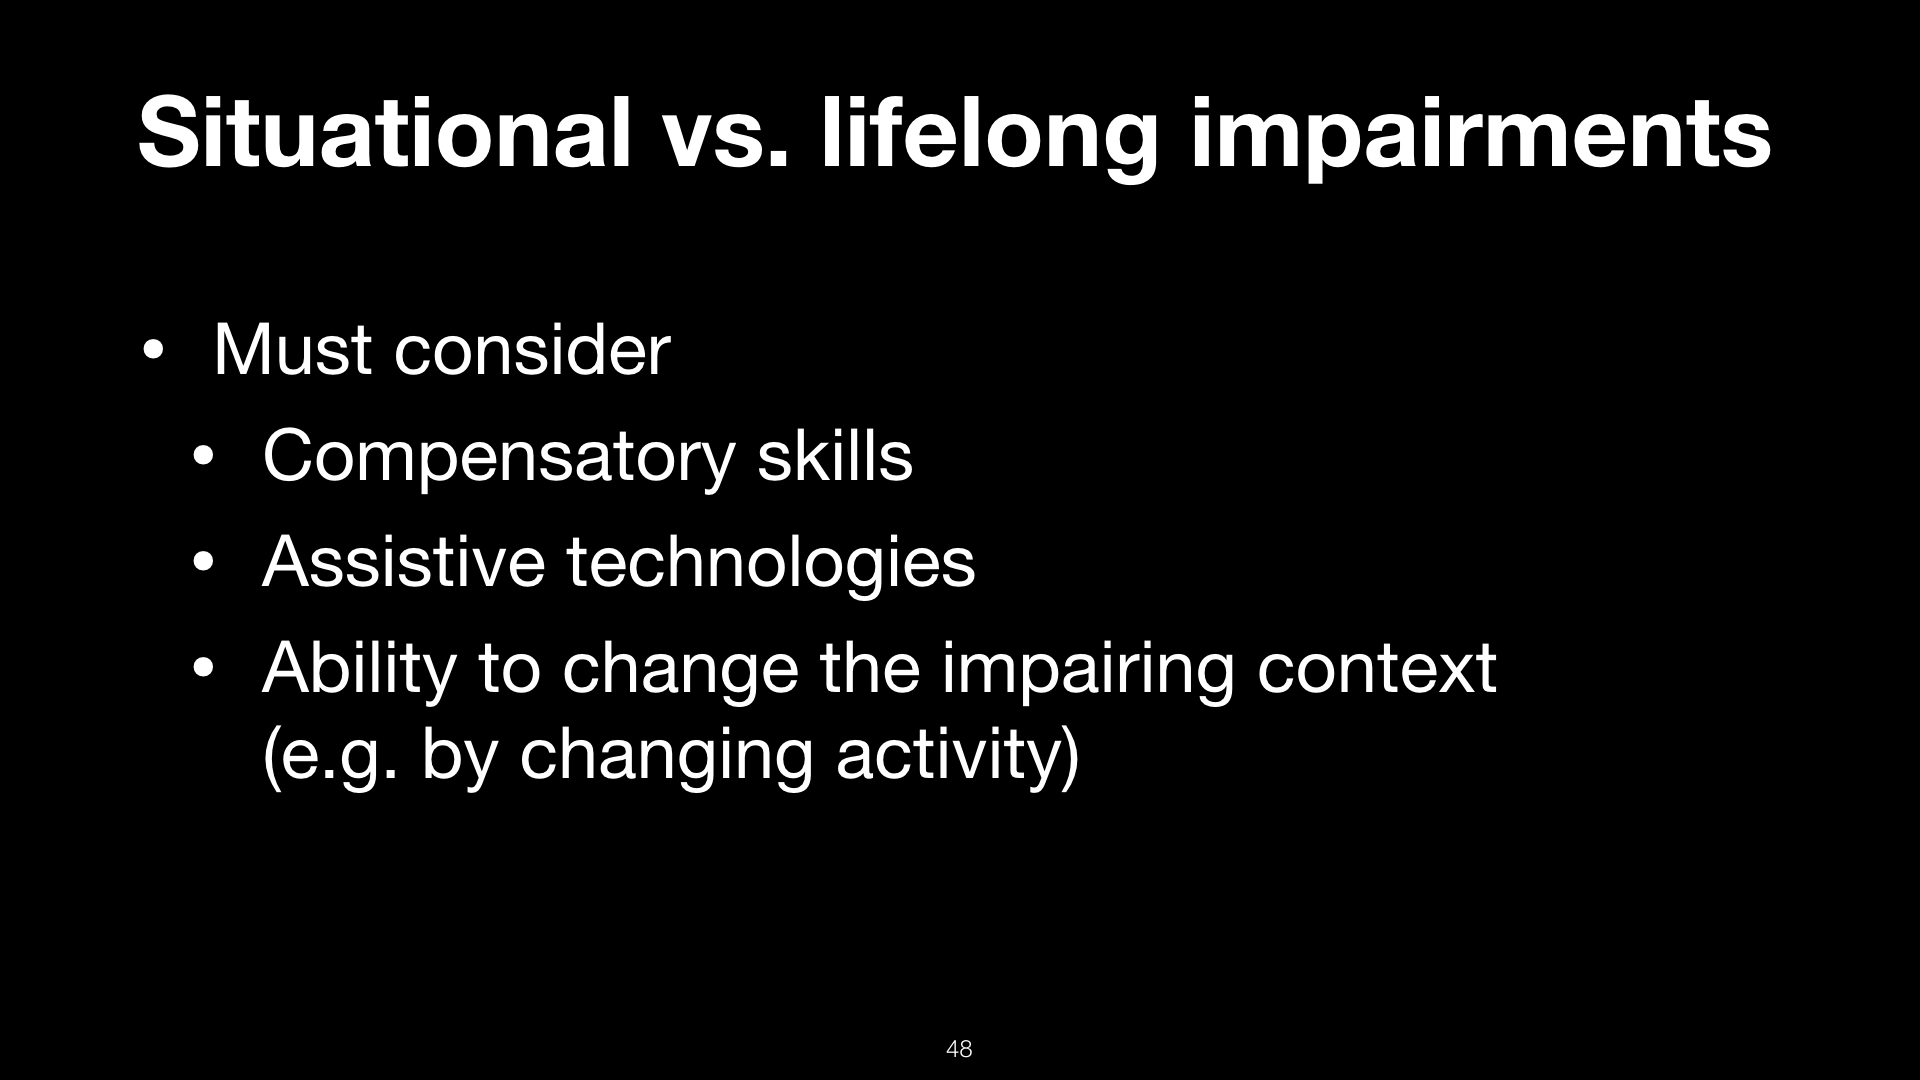 Situational vs. lifelong impairments
• Must consider
• Compensatory skills
• Assistive technologies
• Ability to change the impairing context
(e.g. by changing activity)
48